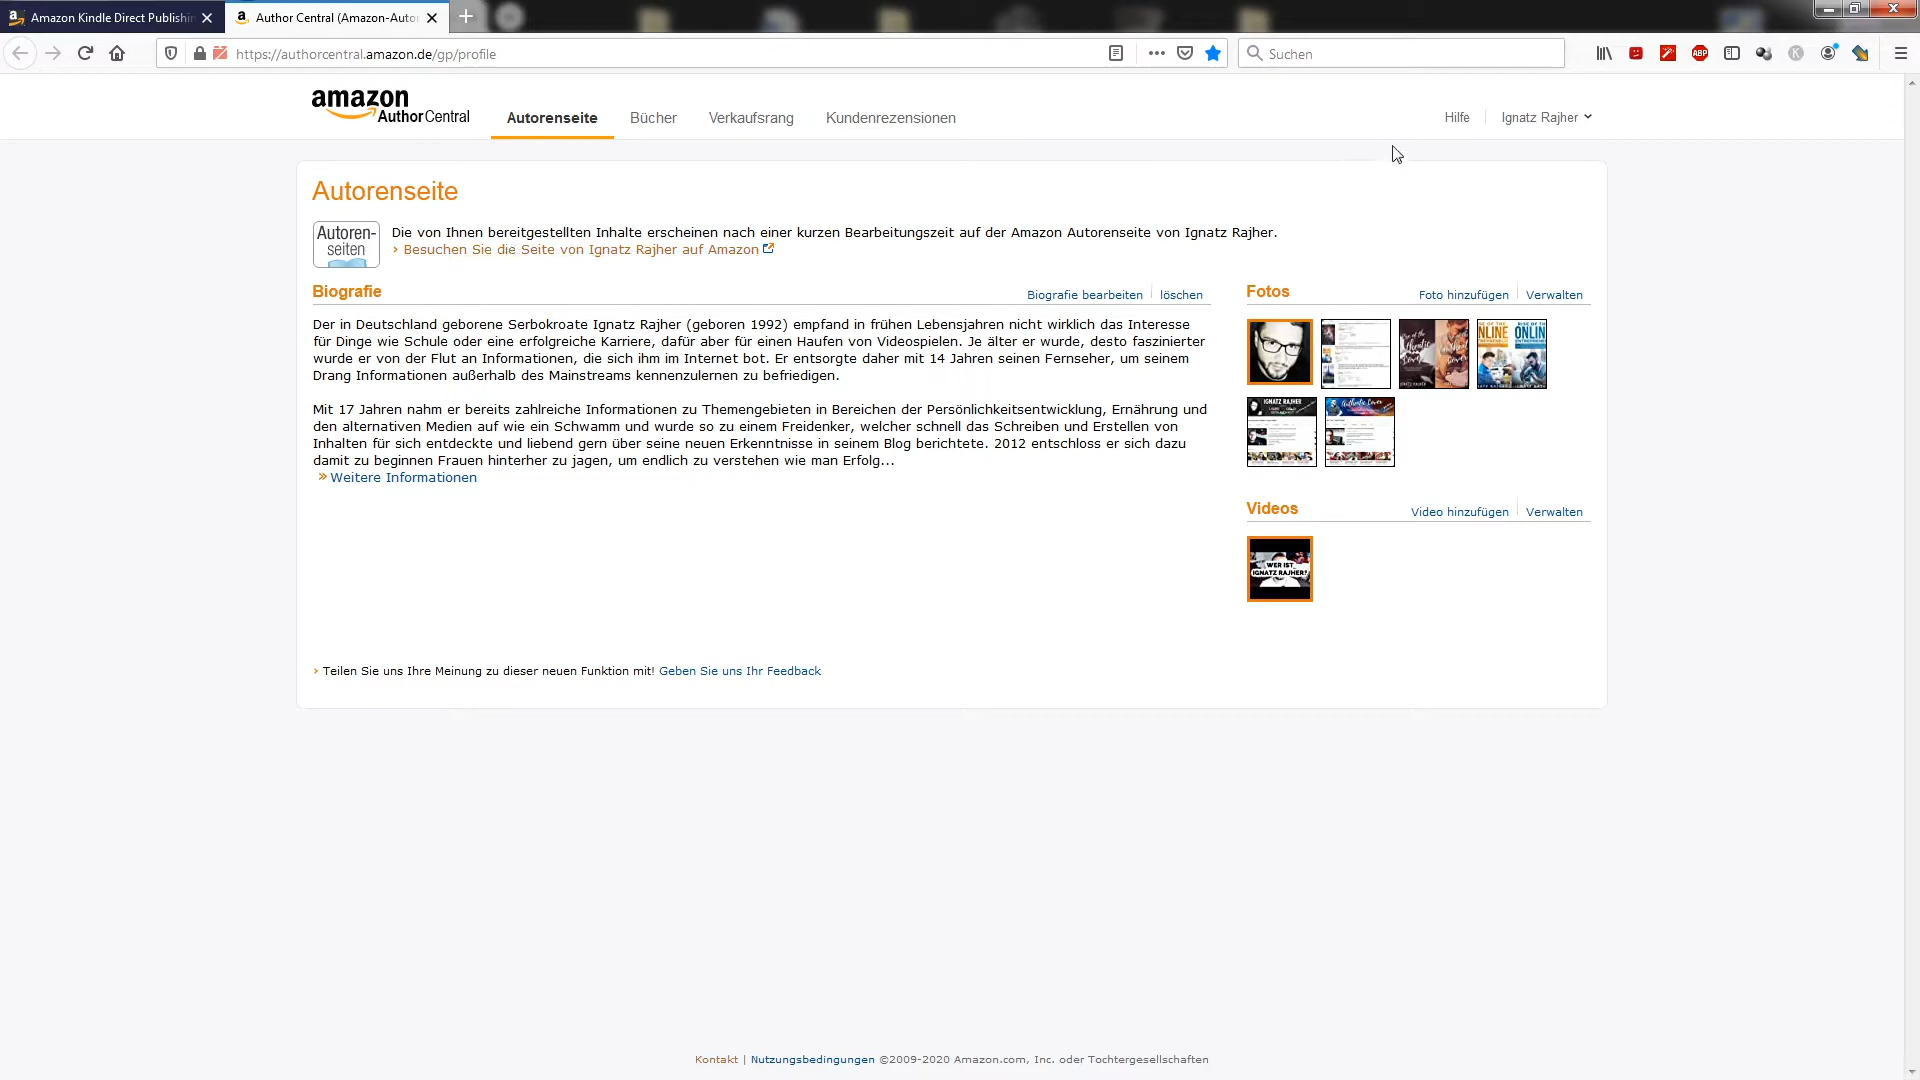 Amazon Kindle Direct Publishin
Author Central (Amazon-Auto
https://authorcentral.amazon.de/gp/profile
Suchen
ABP
K
amazon
Author Central
Autorenseite
Bücher
Verkaufsrang
Kundenrezensionen
Hilfe
Ignatz Rajher
Autorenseite
Autoren-
seiten
Die von Ihnen bereitgestellten Inhalte erscheinen nach einer kurzen Bearbeitungszeit auf der Amazon Autorenseite von Ignatz Rajher.
› Besuchen Sie die Seite von Ignatz Rajher auf Amazon
Biografie
Biografie bearbeiten
löschen
Der in Deutschland geborene Serbokroate Ignatz Rajher (geboren 1992) empfand in frühen Lebensjahren nicht wirklich das Interesse
für Dinge wie Schule oder eine erfolgreiche Karriere, dafür aber für einen Haufen von Videospielen. Je älter er wurde, desto faszinierter
wurde er von der Flut an Informationen, die sich ihm im Internet bot. Er entsorgte daher mit 14 Jahren seinen Fernseher, um seinem
Drang Informationen außerhalb des Mainstreams kennenzulernen zu befriedigen.
Mit 17 Jahren nahm er bereits zahlreiche Informationen zu Themengebieten in Bereichen der Persönlichkeitsentwicklung, Ernährung und
den alternativen Medien auf wie ein Schwamm und wurde so zu einem Freidenker, welcher schnell das Schreiben und Erstellen von
Inhalten für sich entdeckte und liebend gern über seine neuen Erkenntnisse in seinem Blog berichtete. 2012 entschloss er sich dazu
damit zu beginnen Frauen hinterher zu jagen, um endlich zu verstehen wie man Erfolg...
» Weitere Informationen
Fotos
Foto hinzufügen
Verwalten
IGNATZ RAJHER
Authentic Lover
Videos
Video hinzufügen
Verwalten
WER IST
IGNATZ RAJHER?
› Teilen Sie uns Ihre Meinung zu dieser neuen Funktion mit! Geben Sie uns Ihr Feedback
Kontakt | Nutzungsbedingungen ©2009-2020 Amazon.com, Inc. oder Tochtergesellschaften